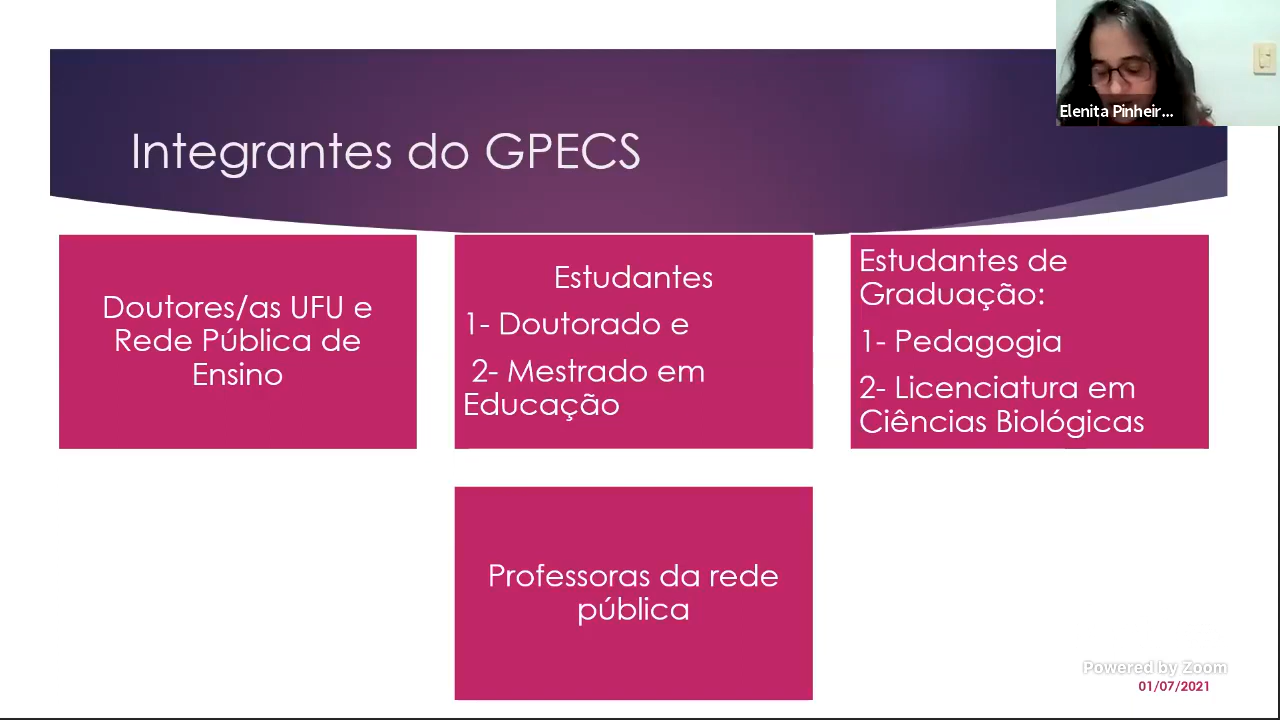 Elenita Pinheir...
Integrantes do GPECS
Doutores/as UFU e
Rede Pública de
Ensino
Estudantes
1- Doutorado e
2- Mestrado em
Educação
Estudantes de
Graduação:
1- Pedagogia
2- Licenciatura em
Ciências Biológicas
Professoras da rede
pública
Powered by Zoom
01/07/2021